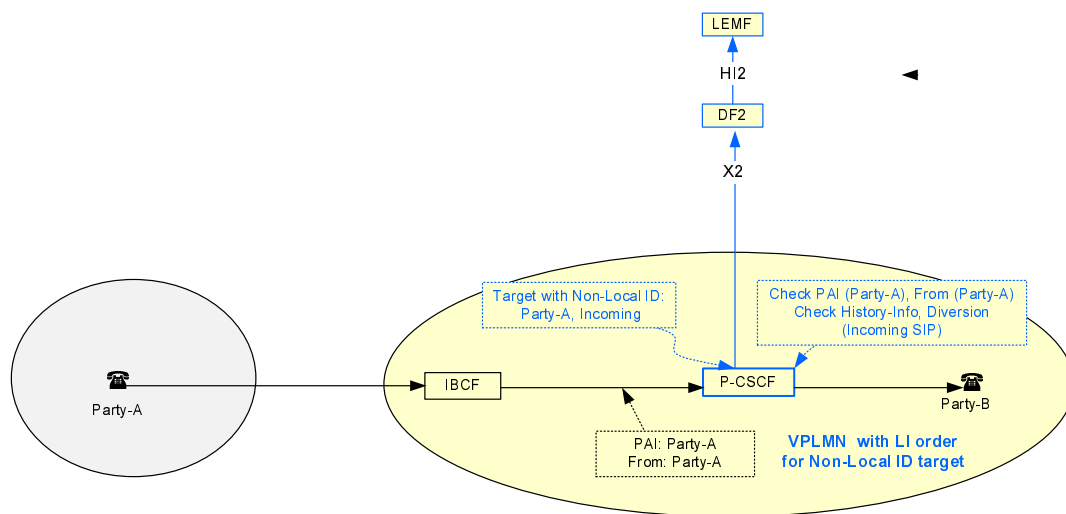 LEMF
HI2
DF2
X2
Target with Non-Local ID:
Party-A, Incoming
Check PAI (Party-A), From (Party-A)
Check History-Info, Diversion
(Incoming SIP)
Party-A
IBCF
P-CSCF
Party-B
PAI: Party-A
From: Party-A
VPLMN with LI order
for Non-Local ID target